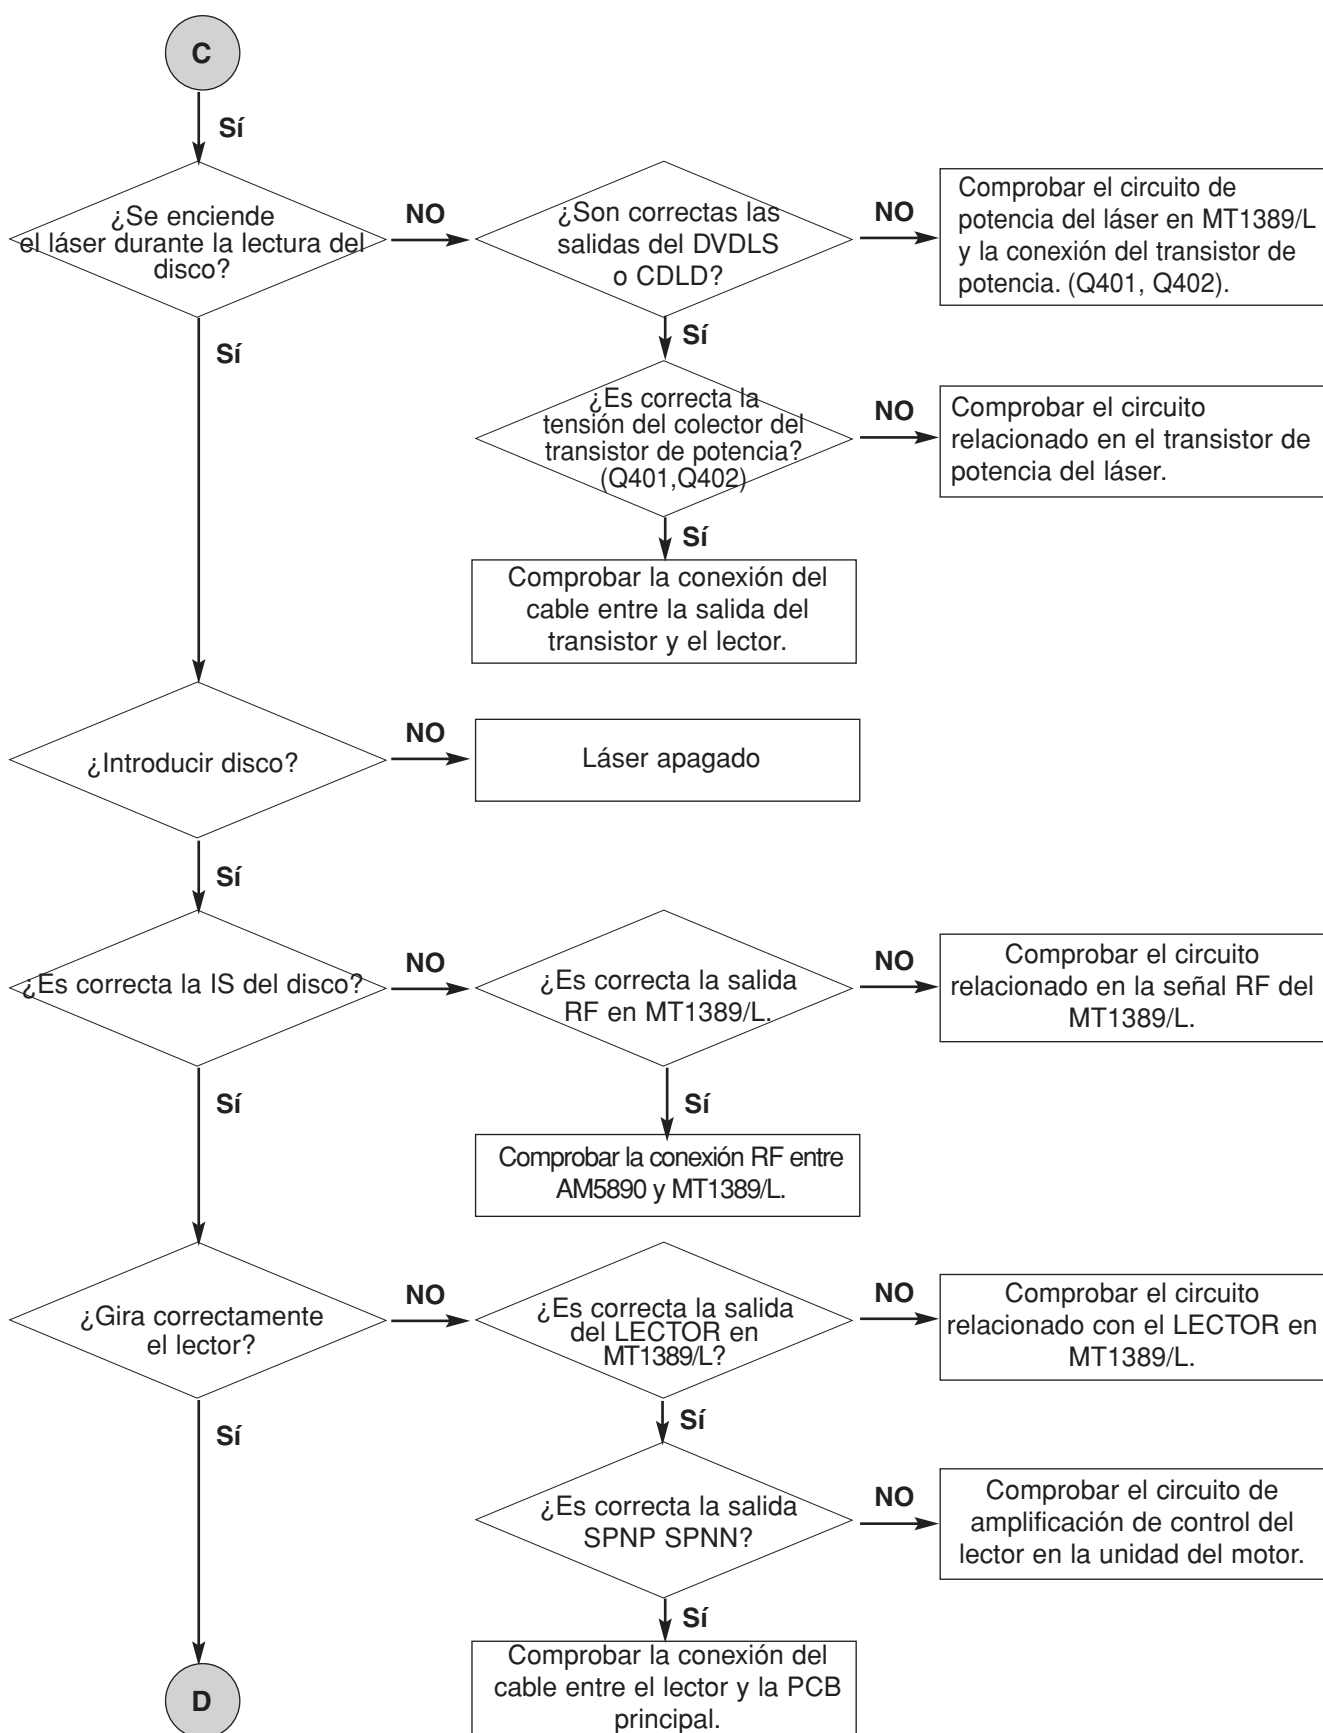 C
Sí
¿Se enciende
el láser durante la lectura del
disco?
NO
¿Son correctas las
salidas del DVDLS
o CDLD?
NO
Comprobar el circuito de
potencia del láser en MT1389/L
y la conexión del transistor de
potencia. (Q401, Q402).
Sí
Sí
¿Es correcta la
tensión del colector del
transistor de potencia?
(Q401,Q402)
NO
Comprobar el circuito
relacionado en el transistor de
potencia del láser.
Sí
Comprobar la conexión del
cable entre la salida del
transistor y el lector.
¿Introducir disco?
NO
Láser apagado
Sí
¿Es correcta la IS del disco?
NO
¿Es correcta la salida
RF en MT1389/L.
NO
Comprobar el circuito
relacionado en la señal RF del
MT1389/L.
Sí
Sí
Comprobar la conexión RF entre
AM5890 y MT1389/L.
¿Gira correctamente
el lector?
NO
¿Es correcta la salida
del LECTOR en
MT1389/L?
NO
Comprobar el circuito
relacionado con el LECTOR en
MT1389/L.
Sí
Sí
¿Es correcta la salida
SPNP SPNN?
NO
Comprobar el circuito de
amplificación de control del
lector en la unidad del motor.
Sí
Comprobar la conexión del
cable entre el lector y la PCB
principal.
D